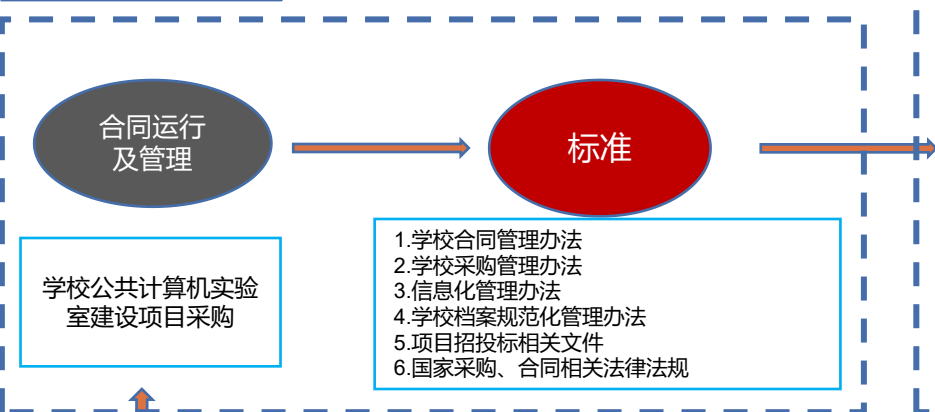 合同运行
及管理
标准
学校公共计算机实验
室建设项目采购
1.学校合同管理办法
2.学校采购管理办法
3.信息化管理办法
4.学校档案规范化管理办法
5.项目招投标相关文件
6.国家采购、合同相关法律法规